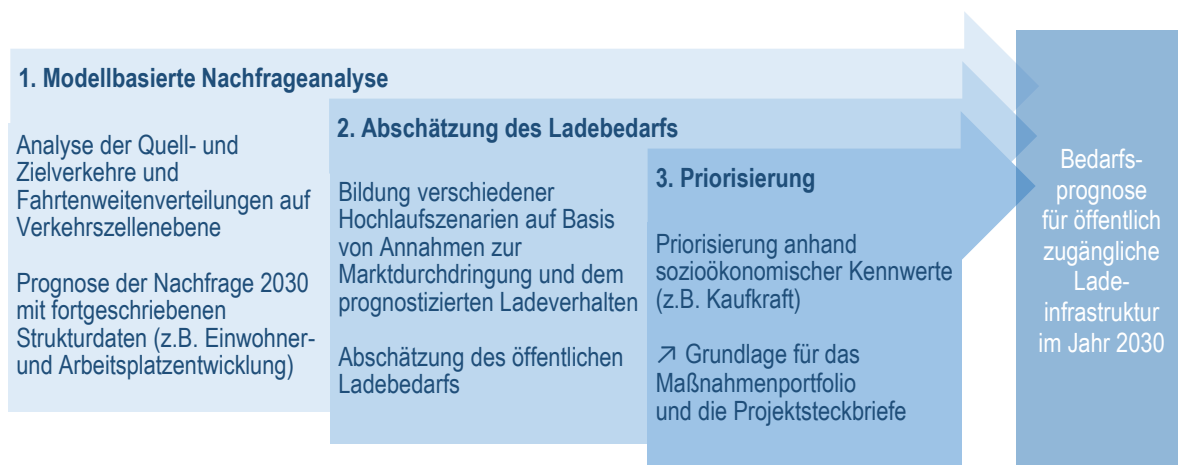 1. Modellbasierte Nachfrageanalyse
Analyse der Quell- und
Zielverkehre und
Fahrtenweitenverteilungen auf
Verkehrszellenebene
Prognose der Nachfrage 2030
mit fortgeschriebenen
Strukturdaten (z.B. Einwohner-
und Arbeitsplatzentwicklung)
2. Abschätzung des Ladebedarfs
Bildung verschiedener
Hochlaufszenarien auf Basis
von Annahmen zur
Marktdurchdringung und dem
prognostizierten Ladeverhalten
Abschätzung des öffentlichen
Ladebedarfs
3. Priorisierung
Priorisierung anhand
sozioökonomischer Kennwerte
(z.B. Kaufkraft)
↗ Grundlage für das
Maßnahmenportfolio
und die Projektsteckbriefe
Bedarfs-
prognose
für öffentlich
zugängliche
Lade-
infrastruktur
im Jahr 2030